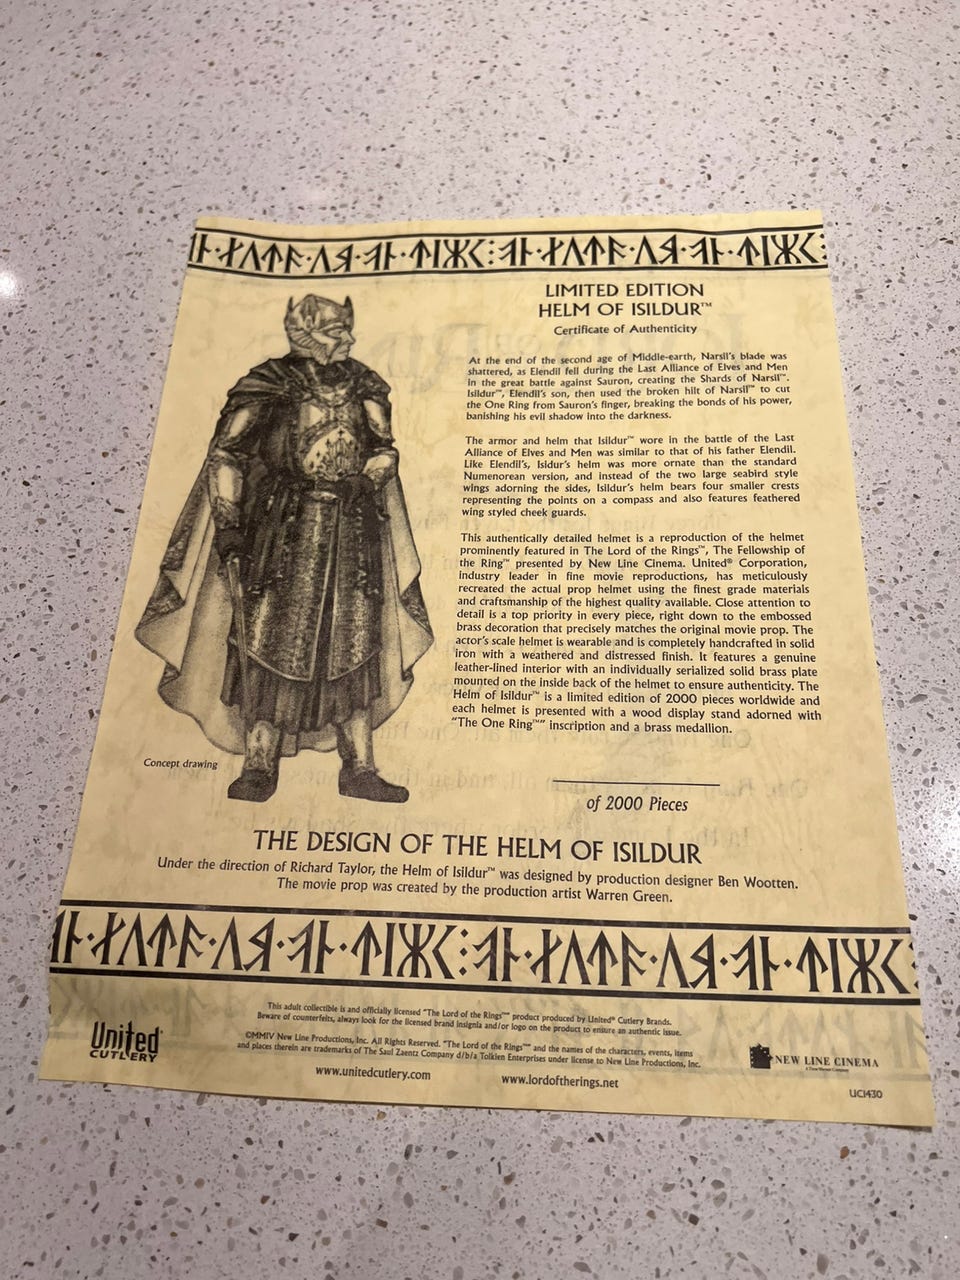 LIMITED EDITION
HELM OF ISILDUR™
Certificate of Authenticity
At the end of the second age of Middle-earth, Narsil's blade was
shattered, as Elendil fell during the Last Alliance of Elves and Men
in the great battle against Sauron, creating the Shards of Narsil™.
Isildur™, Elendil's son, then used the broken hilt of Narsil™ to cut
the One Ring from Sauron's finger, breaking the bonds of his power,
banishing his evil shadow into the darkness.
The armor and helm that Isildur™ wore in the battle of the Last
Alliance of Elves and Men was similar to that of his father Elendil.
Like Elendil's, Isidur's helm was more ornate than the standard
Numenorean version, and instead of the two large seabird style
wings adorning the sides, Isildur's helm bears four smaller crests
representing the points on a compass and also features feathered
wing styled cheek guards.
This authentically detailed helmet is a reproduction of the helmet
prominently featured in The Lord of the Rings™, The Fellowship of
the Ring™ presented by New Line Cinema. United® Corporation,
industry leader in fine movie reproductions, has meticulously
recreated the actual prop helmet using the finest grade materials
and craftsmanship of the highest quality available. Close attention to
detail is a top priority in every piece, right down to the embossed
brass decoration that precisely matches the original movie prop. The
actor's scale helmet is wearable and is completely handcrafted in solid
iron with a weathered and distressed finish. It features a genuine
leather-lined interior with an individually serialized solid brass plate
mounted on the inside back of the helmet to ensure authenticity. The
Helm of Isildur™ is a limited edition of 2000 pieces worldwide and
each helmet is presented with a wood display stand adorned with
"The One Ring™" inscription and a brass medallion.
Concept drawing
of 2000 Pieces
THE DESIGN OF THE HELM OF ISILDUR
Under the direction of Richard Taylor, the Helm of Isildur™ was designed by production designer Ben Wootten.
The movie prop was created by the production artist Warren Green.
This adult collectible is and officially licensed "The Lord of the Rings™" product produced by United® Cutlery Brands.
Beware of counterfeits, always look for the licensed brand insignia and/or logo on the product to ensure an authentic issue.
©MMIV New Line Productions, Inc. All Rights Reserved. "The Lord of the Rings™" and the names of the characters, events, items
and places therein are trademarks of The Saul Zaentz Company d/b/a Tolkien Enterprises under license to New Line Productions, Inc.
United®
CUTLERY
NEW LINE CINEMA
A Time Warner Company
www.unitedcutlery.com
www.lordoftherings.net
UC1430